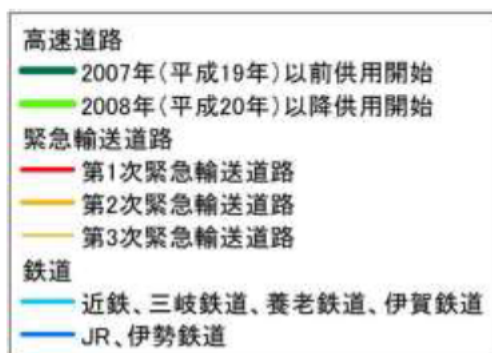 高速道路
2007年（平成19年）以前供用開始
2008年（平成20年）以降供用開始
緊急輸送道路
第1次緊急輸送道路
第2次緊急輸送道路
第3次緊急輸送道路
鉄道
近鉄、三岐鉄道、養老鉄道、伊賀鉄道
JR、伊勢鉄道